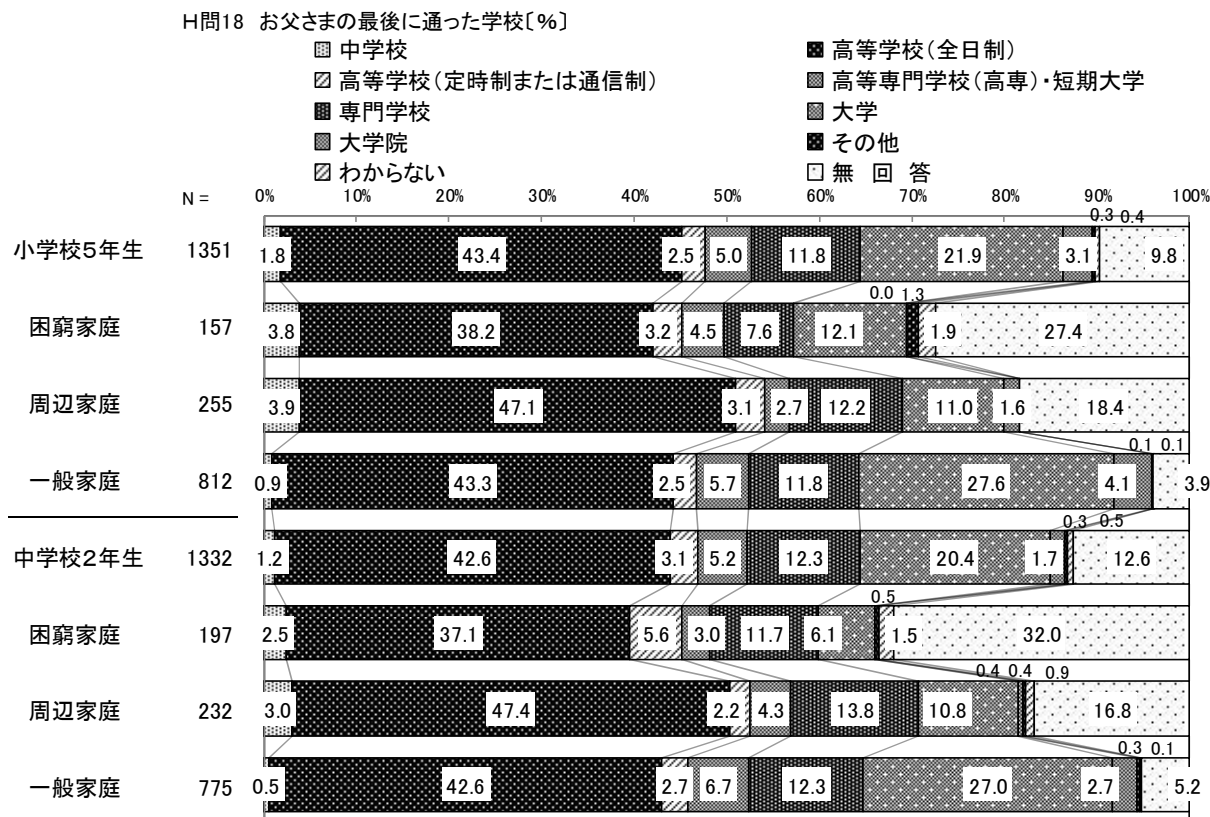 H問18 お父さまの最後に通った学校〔%〕
中学校 高等学校(全日制)
高等学校(定時制または通信制) 高等専門学校(高専)・短期大学
専門学校 大学
大学院 その他
わからない 無 回 答
N = 0% 10% 20% 30% 40% 50% 60% 70% 80% 90% 100%
0.3 0.4
小学校5年生 1351 1.8 43.4 2.5 5.0 11.8 21.9 3.1 9.8
0.0 1.3
困窮家庭 157 3.8 38.2 3.2 4.5 7.6 12.1 1.9 27.4
周辺家庭 255 3.9 47.1 3.1 2.7 12.2 11.0 1.6 18.4
0.1 0.1
一般家庭 812 0.9 43.3 2.5 5.7 11.8 27.6 4.1 3.9
0.3 0.5
中学校2年生 1332 1.2 42.6 3.1 5.2 12.3 20.4 1.7 12.6
0.5
困窮家庭 197 2.5 37.1 5.6 3.0 11.7 6.1 1.5 32.0
0.4 0.4 0.9
周辺家庭 232 3.0 47.4 2.2 4.3 13.8 10.8 16.8
0.3 0.1
一般家庭 775 0.5 42.6 2.7 6.7 12.3 27.0 2.7 5.2